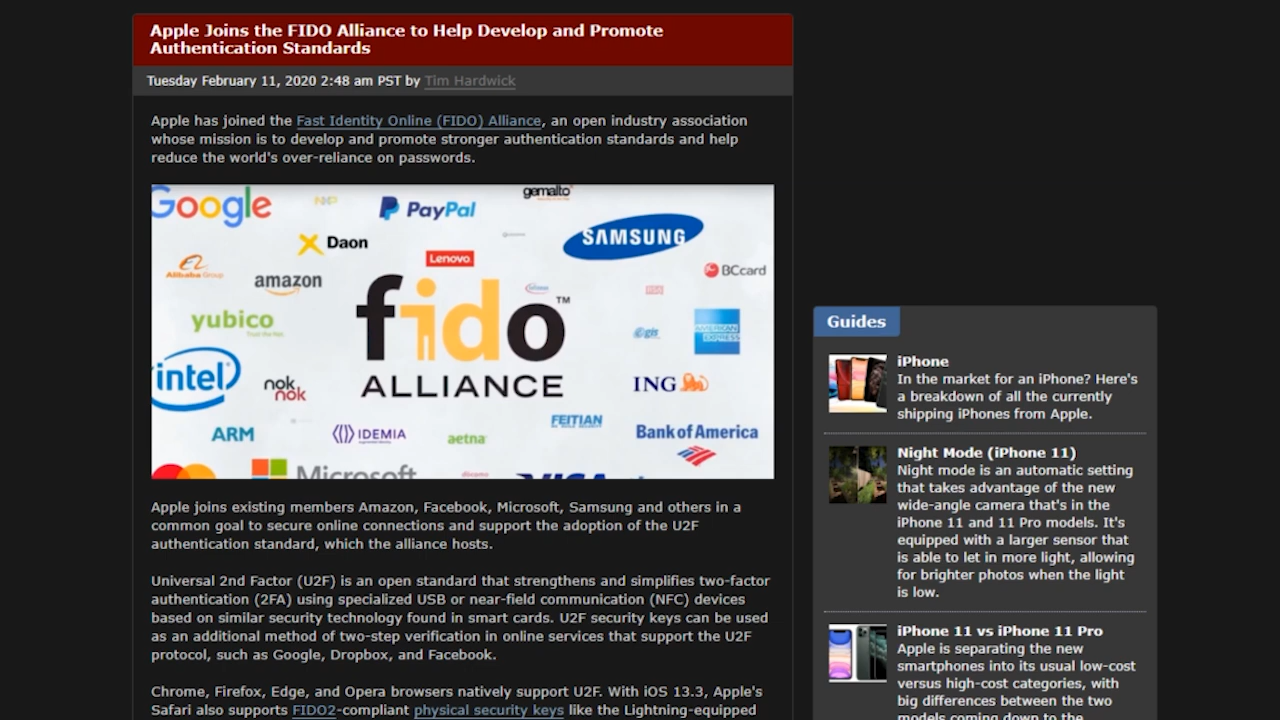 Apple Joins the FIDO Alliance to Help Develop and Promote
Authentication Standards
Tuesday February 11, 2020 2:48 am PST by Tim Hardwick
Apple has joined the Fast Identity Online (FIDO) Alliance, an open industry association
whose mission is to develop and promote stronger authentication standards and help
reduce the world's over-reliance on passwords.
Google
NXP
PayPal
gemalto
Daon
SAMSUNG
Lenovo
Alibaba Group
amazon
BCcard
fido™
ALLIANCE
yubico
Trust the Net.
egis
AMERICAN
EXPRESS
intel
nok
nok
ING
ARM
IDEMIA
aetna
FEITIAN
WE BUILD SECURITY
Bank of America
Microsoft
docomo
VISA
Apple joins existing members Amazon, Facebook, Microsoft, Samsung and others in a
common goal to secure online connections and support the adoption of the U2F
authentication standard, which the alliance hosts.
Universal 2nd Factor (U2F) is an open standard that strengthens and simplifies two-factor
authentication (2FA) using specialized USB or near-field communication (NFC) devices
based on similar security technology found in smart cards. U2F security keys can be used
as an additional method of two-step verification in online services that support the U2F
protocol, such as Google, Dropbox, and Facebook.
Chrome, Firefox, Edge, and Opera browsers natively support U2F. With iOS 13.3, Apple's
Safari also supports FIDO2-compliant physical security keys like the Lightning-equipped
Guides
iPhone
In the market for an iPhone? Here's
a breakdown of all the currently
shipping iPhones from Apple.
Night Mode (iPhone 11)
Night mode is an automatic setting
that takes advantage of the new
wide-angle camera that's in the
iPhone 11 and 11 Pro models. It's
equipped with a larger sensor that
is able to let in more light, allowing
for brighter photos when the light
is low.
iPhone 11 vs iPhone 11 Pro
Apple is separating the new
smartphones into its usual low-cost
versus high-cost categories, with
big differences between the two
models coming down to the